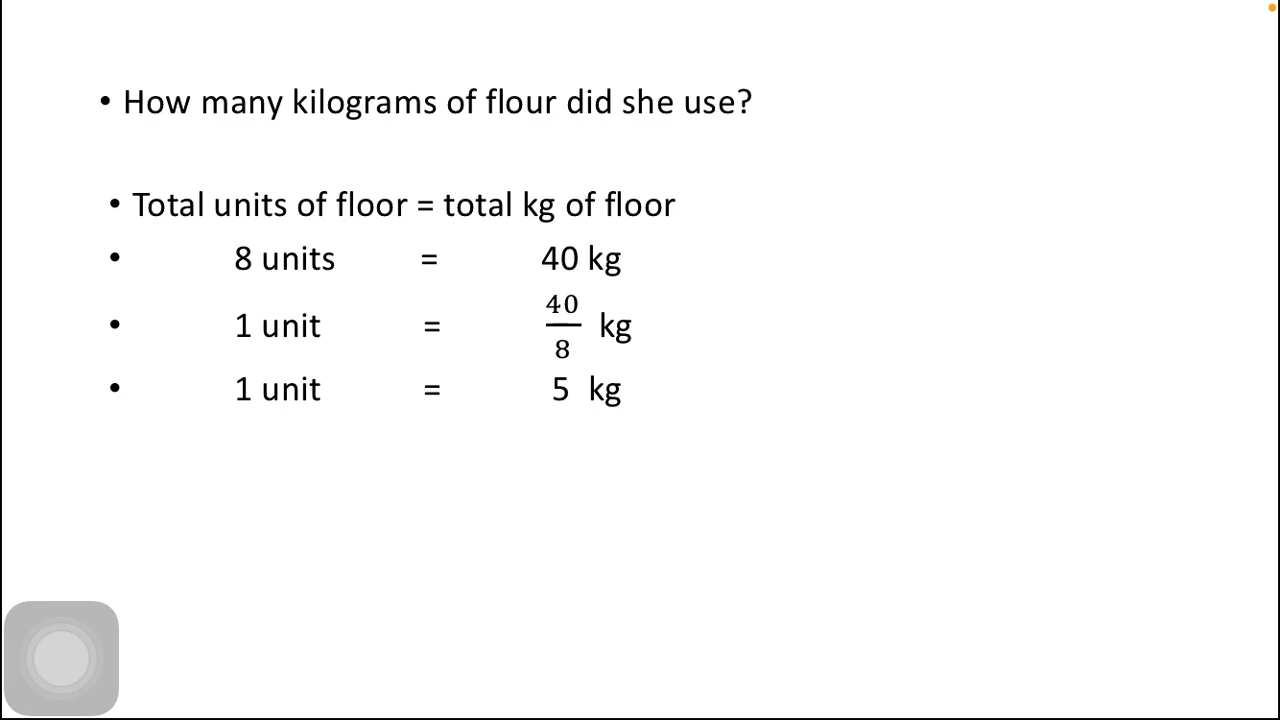 • How many kilograms of flour did she use?
• Total units of floor = total kg of floor
• 8 units = 40 kg
• 1 unit = 40/8 kg
• 1 unit = 5 kg